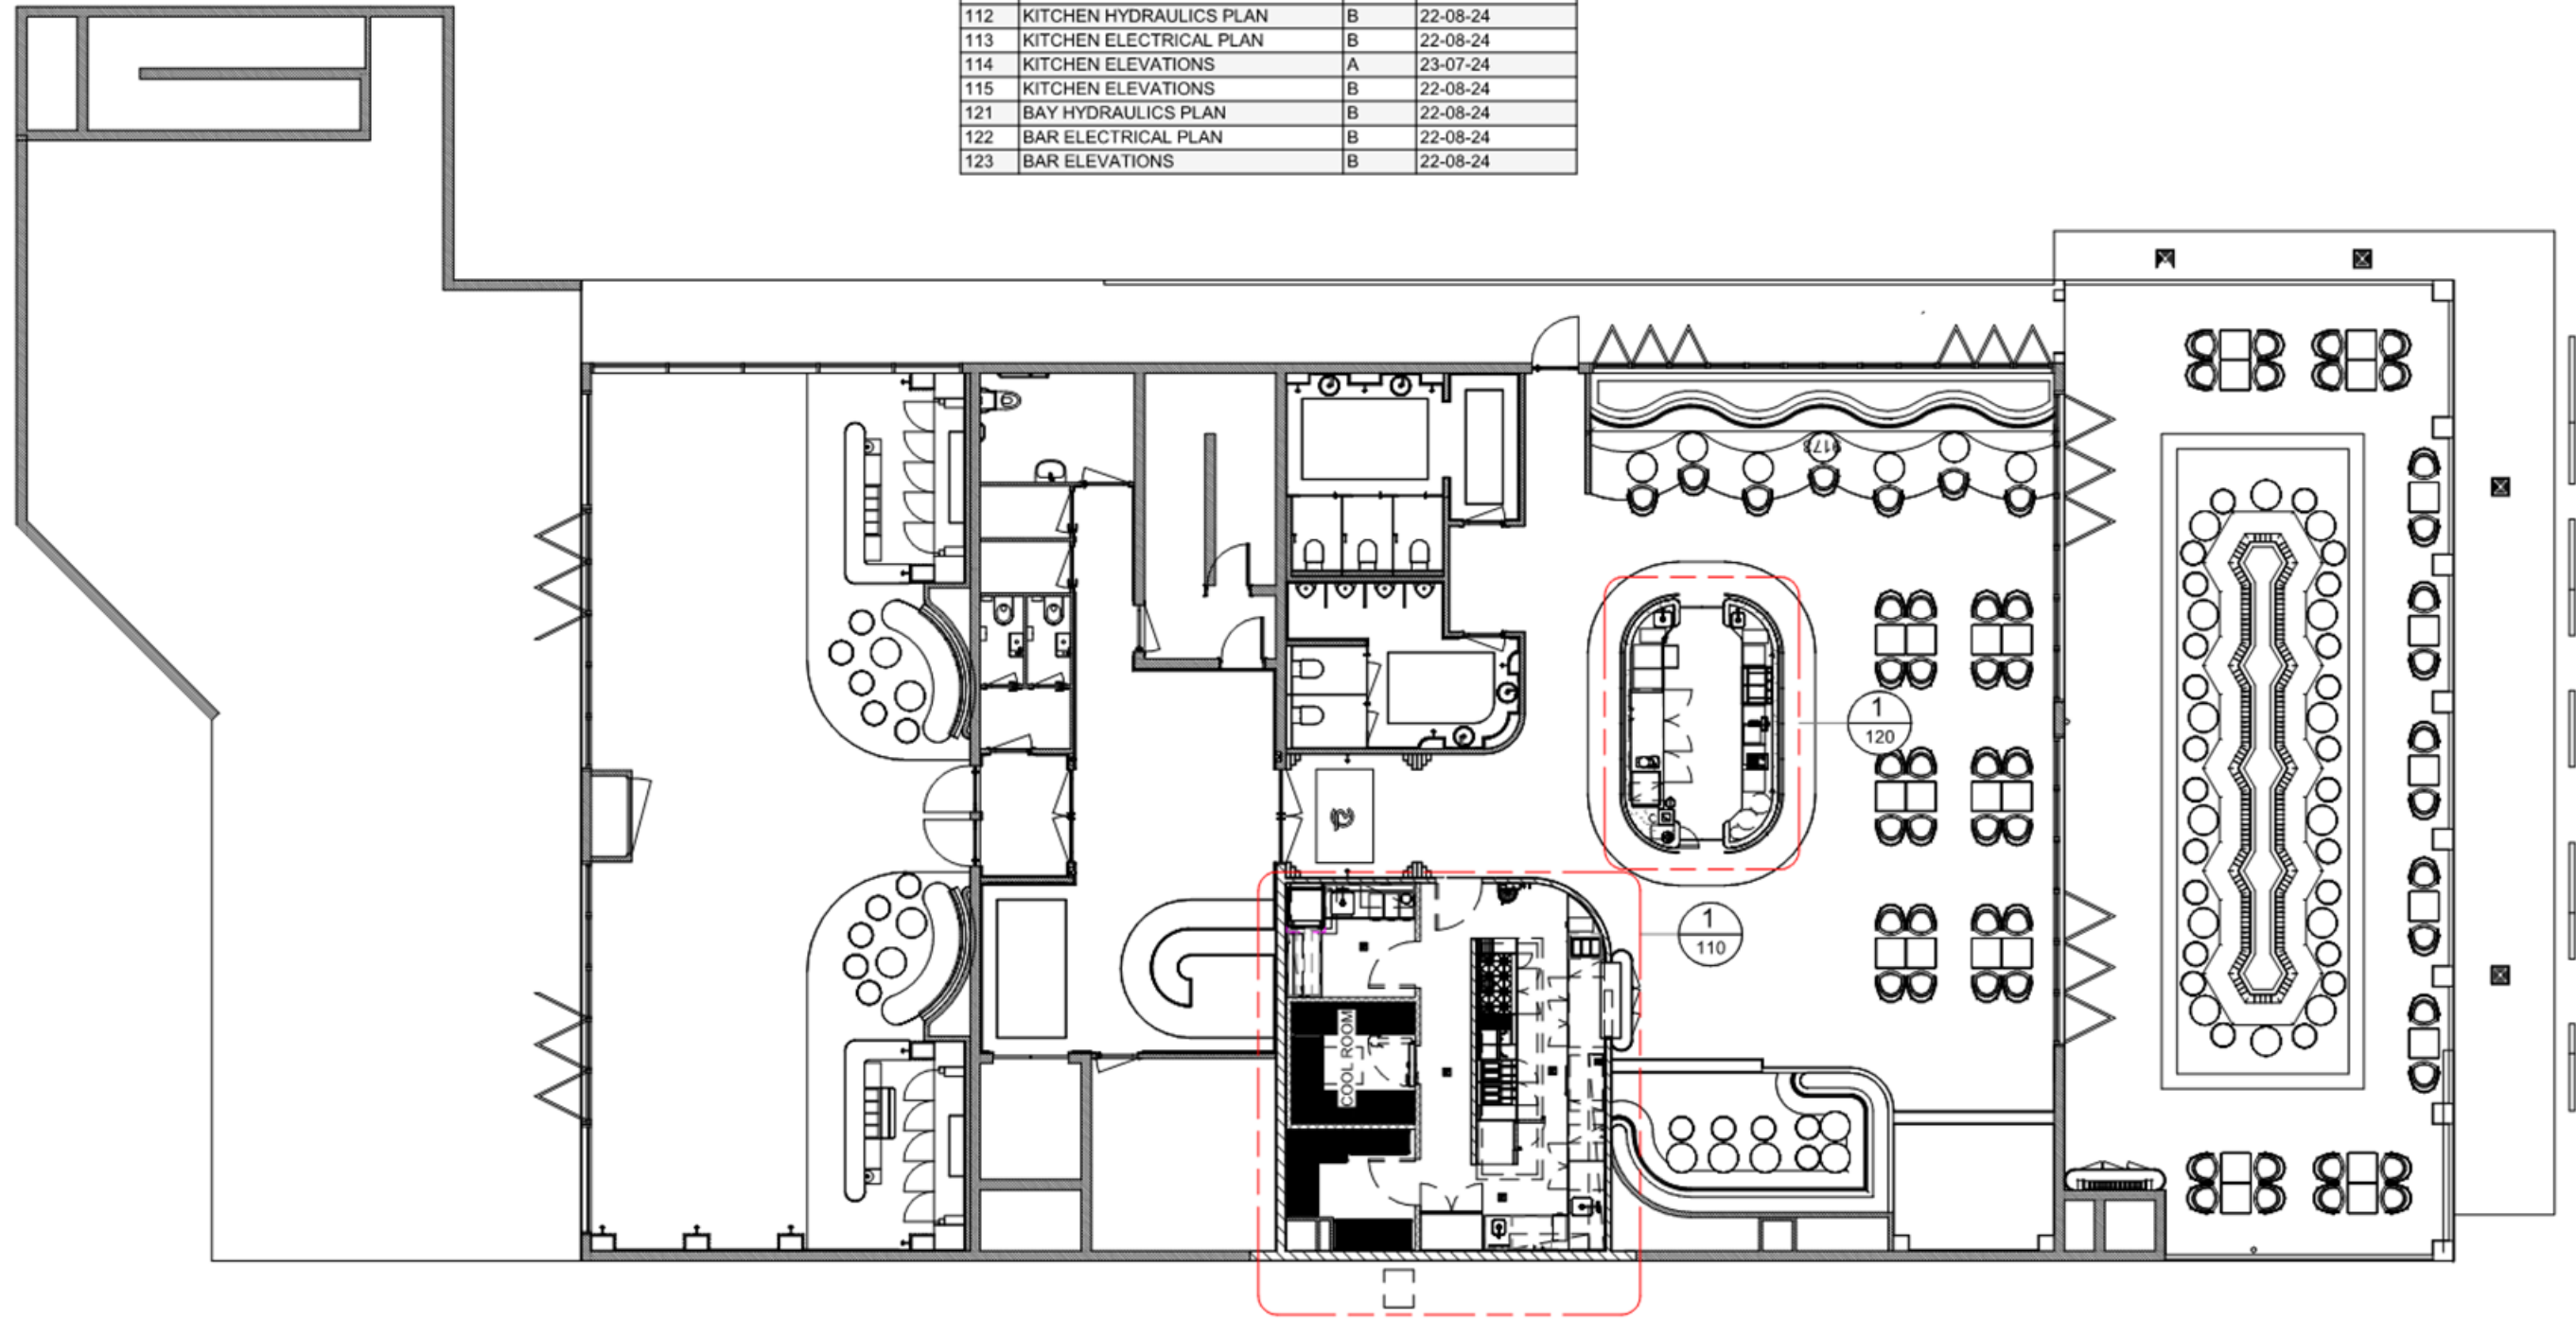 112 KITCHEN HYDRAULICS PLAN B 22-08-24
113 KITCHEN ELECTRICAL PLAN B 22-08-24
114 KITCHEN ELEVATIONS A 23-07-24
115 KITCHEN ELEVATIONS B 22-08-24
121 BAY HYDRAULICS PLAN B 22-08-24
122 BAR ELECTRICAL PLAN B 22-08-24
123 BAR ELEVATIONS B 22-08-24
9173
1
120
1
110
COOL ROOM